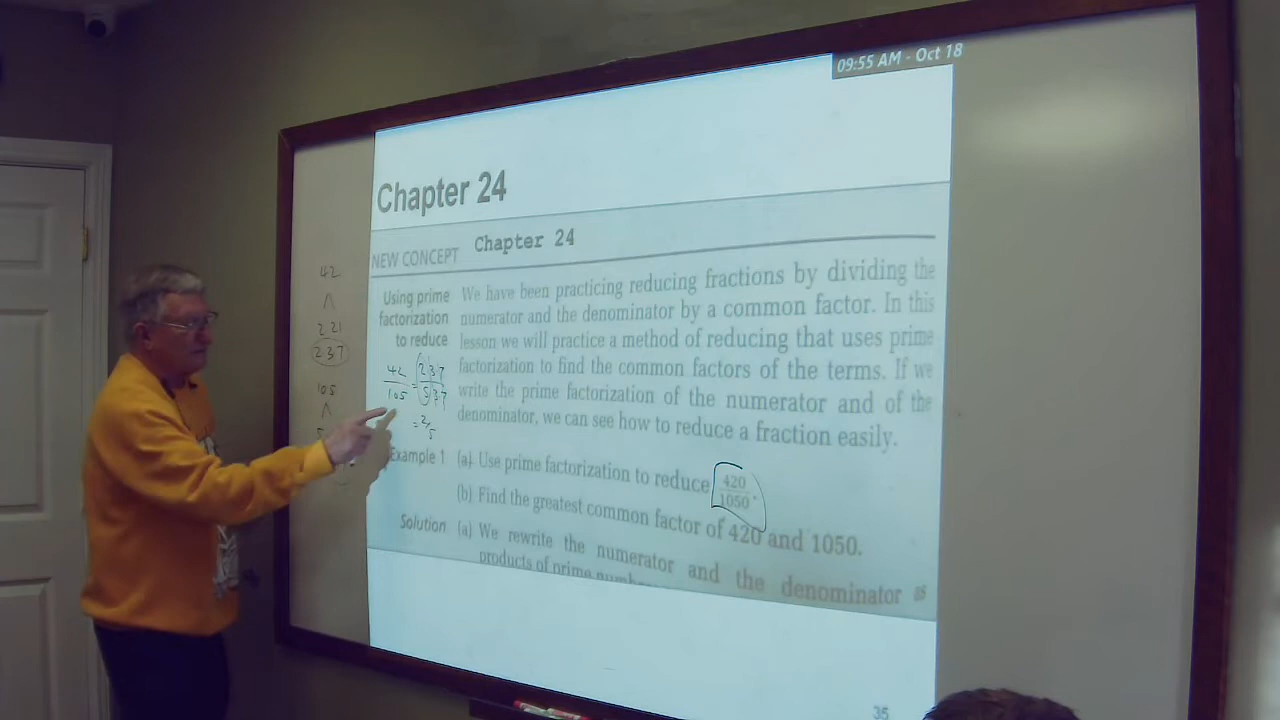 09:55 AM - Oct 18
Chapter 24
NEW CONCEPT Chapter 24
Using prime factorization to reduce
We have been practicing reducing fractions by dividing the
numerator and the denominator by a common factor. In this
lesson we will practice a method of reducing that uses prime
factorization to find the common factors of the terms. If we
write the prime factorization of the numerator and of the
denominator, we can see how to reduce a fraction easily.
42
2 21
2 3 7
105
42/105 = 2 3 7/5 3 7
= 2/5
Example 1 (a) Use prime factorization to reduce 420/1050.
(b) Find the greatest common factor of 420 and 1050.
Solution (a) We rewrite the numerator and the denominator as
products of prime
35